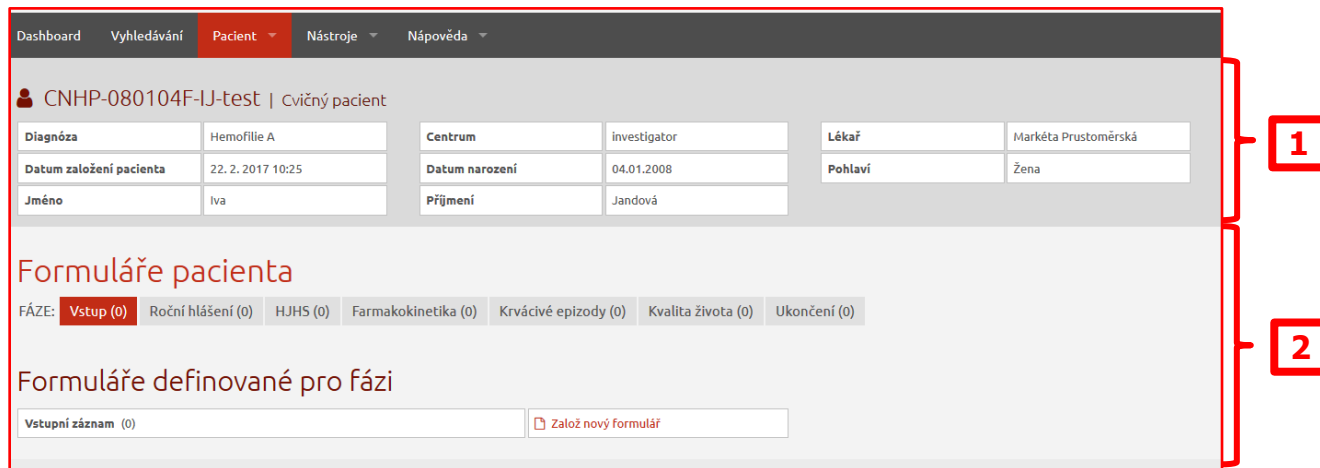 Dashboard Vyhledávání Pacient Nástroje Nápověda
CNHP-080104F-IJ-test | Cvičný pacient
Diagnóza Hemofilie A Centrum investigator Lékař Markéta Prustoměrská
Datum založení pacienta 22. 2. 2017 10:25 Datum narození 04.01.2008 Pohlaví Žena
Jméno Iva Příjmení Jandová
1
Formuláře pacienta
FÁZE: Vstup (0) Roční hlášení (0) HJHS (0) Farmakokinetika (0) Krvácivé epizody (0) Kvalita života (0) Ukončení (0)
2
Formuláře definované pro fázi
Vstupní záznam (0) Založ nový formulář